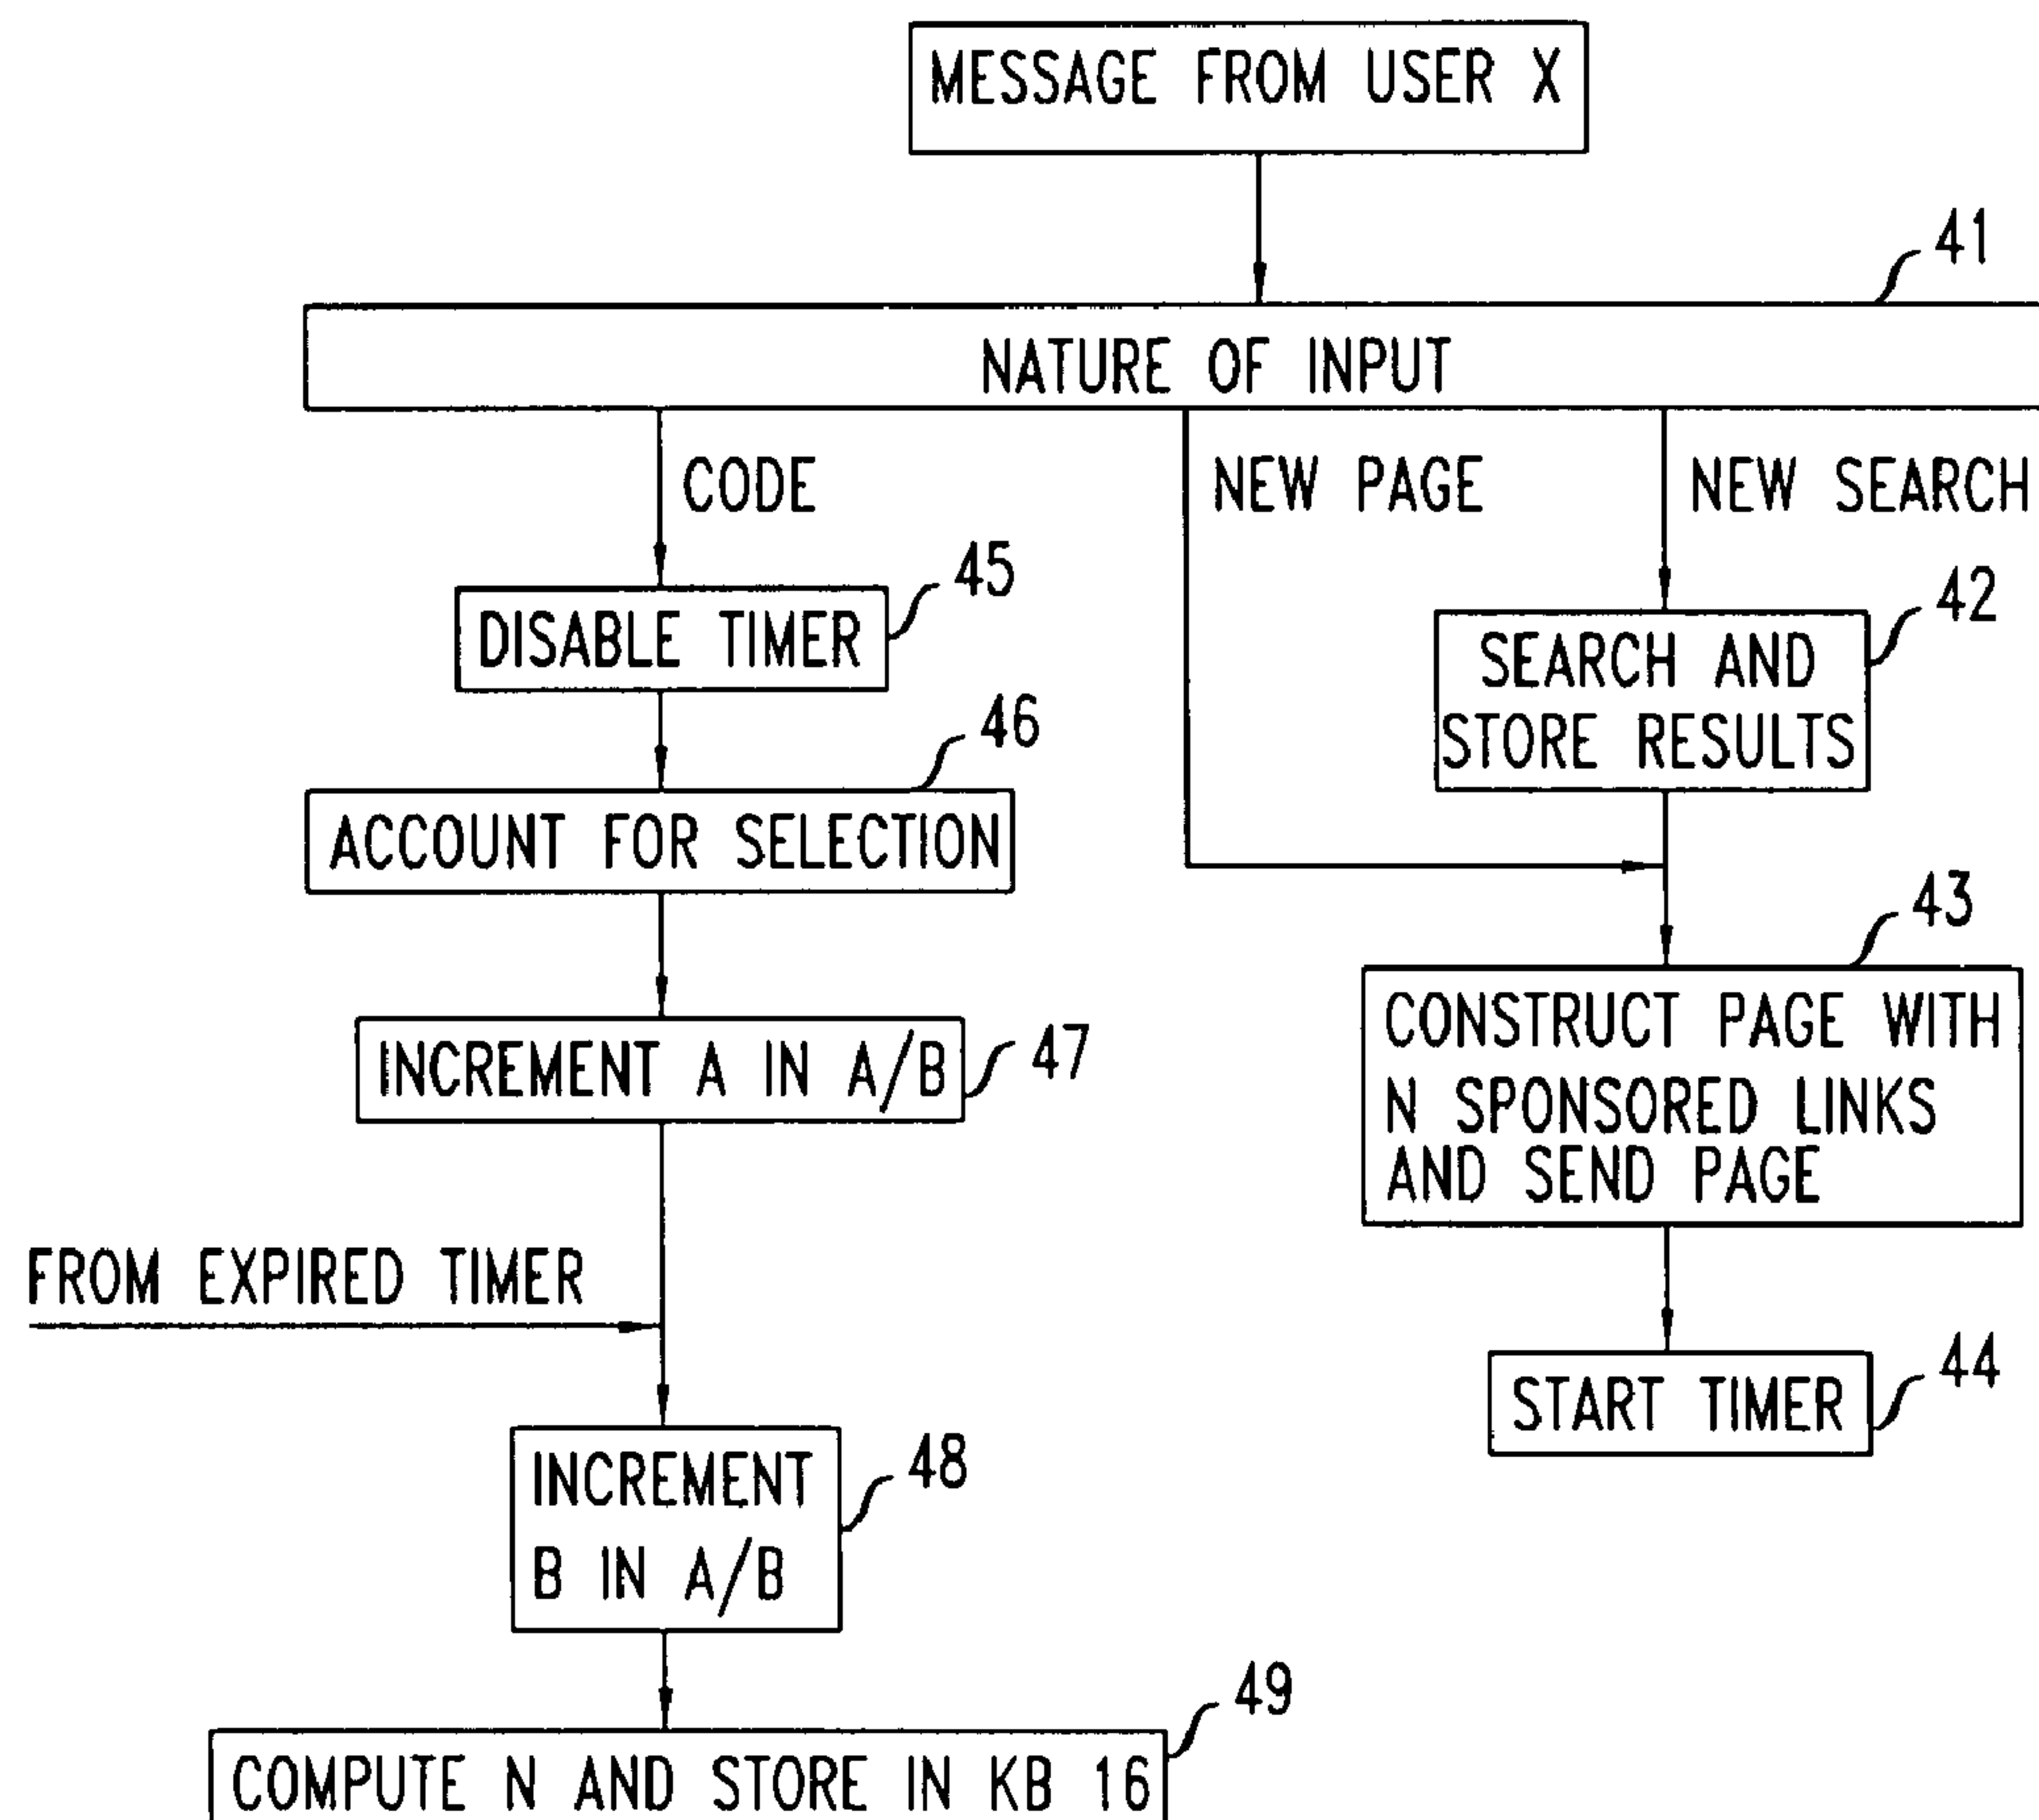 MESSAGE FROM USER X
41
NATURE OF INPUT
CODE
NEW PAGE
NEW SEARCH
45
DISABLE TIMER
42
SEARCH AND
STORE RESULTS
46
ACCOUNT FOR SELECTION
43
CONSTRUCT PAGE WITH
N SPONSORED LINKS
AND SEND PAGE
47
INCREMENT A IN A/B
FROM EXPIRED TIMER
44
START TIMER
48
INCREMENT
B IN A/B
49
COMPUTE N AND STORE IN KB 16